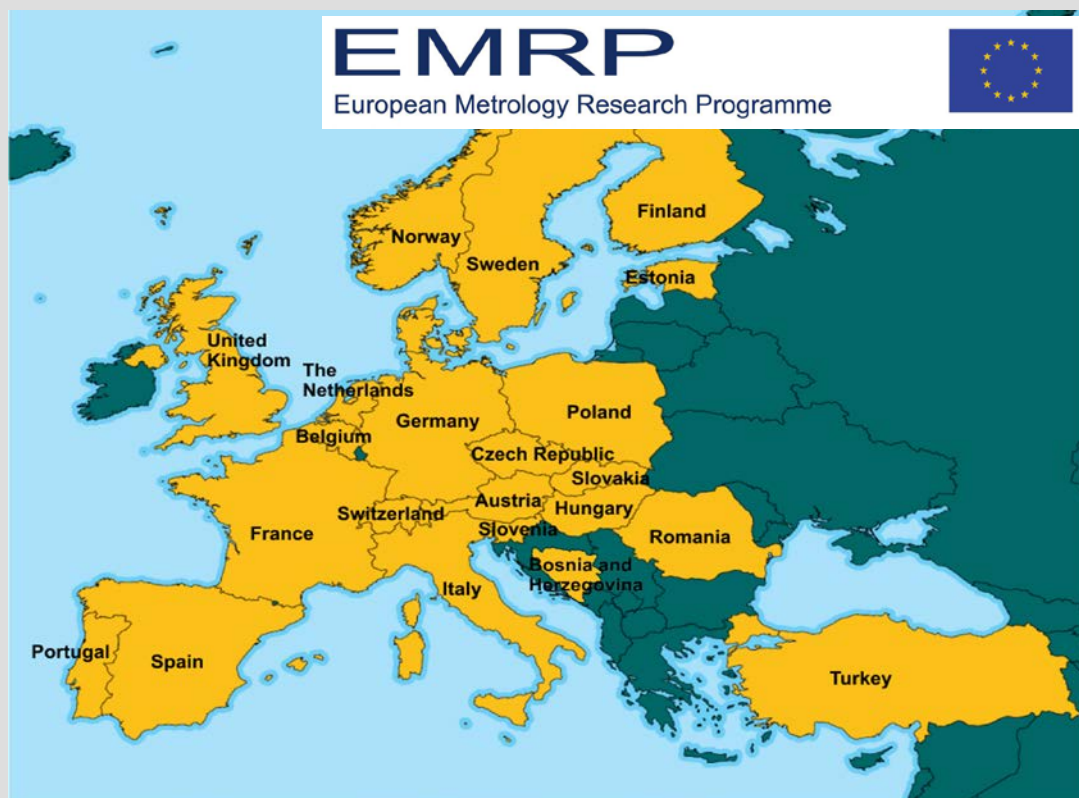 EMRP
European Metrology Research Programme
Finland
Norway
Sweden
Estonia
United
Kingdom
The
Netherlands
Poland
Germany
Belgium
Czech Republic
Slovakia
Austria
Hungary
Switzerland
Slovenia
France
Romania
Bosnia and
Herzegovina
Italy
Portugal
Spain
Turkey